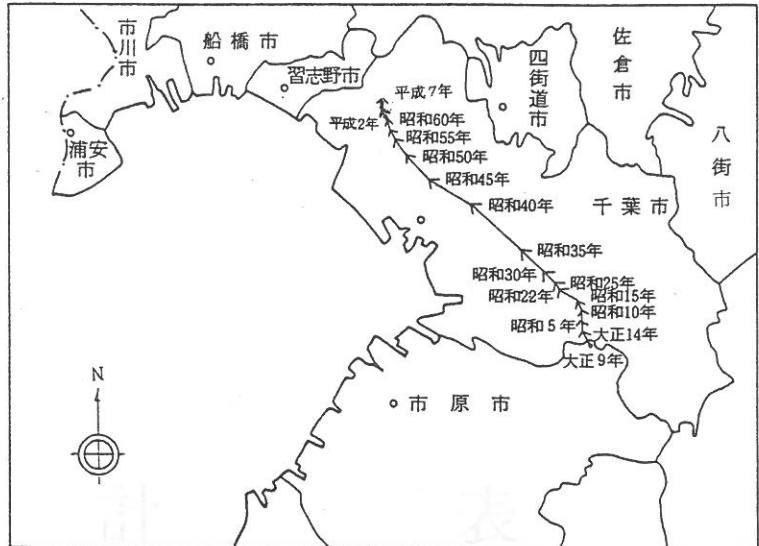 市川市
船橋市
習志野市
四街道市
佐倉市
八街市
浦安市
千葉市
平成7年
平成2年
昭和60年
昭和55年
昭和50年
昭和45年
昭和40年
昭和35年
昭和30年
昭和25年
昭和22年
昭和15年
昭和10年
昭和5年
大正14年
大正9年
市原市
N